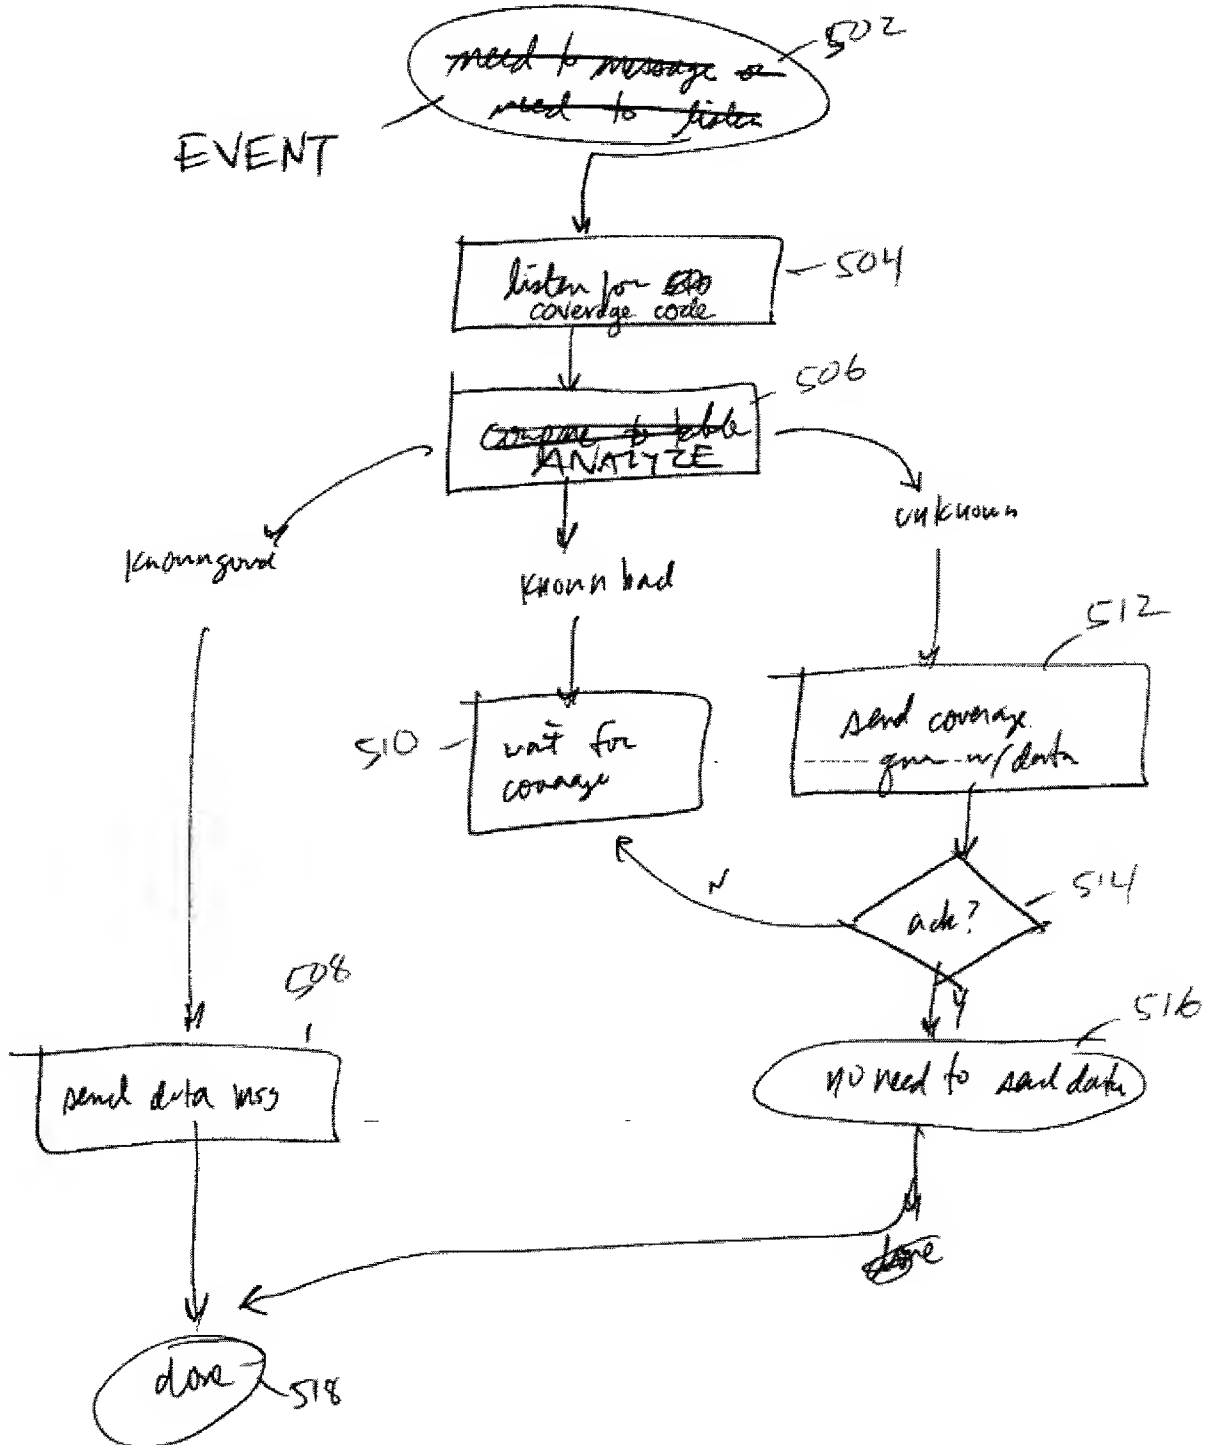 need to message or
need to listen
502
EVENT
listen for
coverage code
504
506
compare to table
ANALYZE
known good
known bad
unknown
512
send coverage
w/data
510
wait for
coverage
N
ack?
514
Y
508
send data msg
516
no need to send data
done
done
518